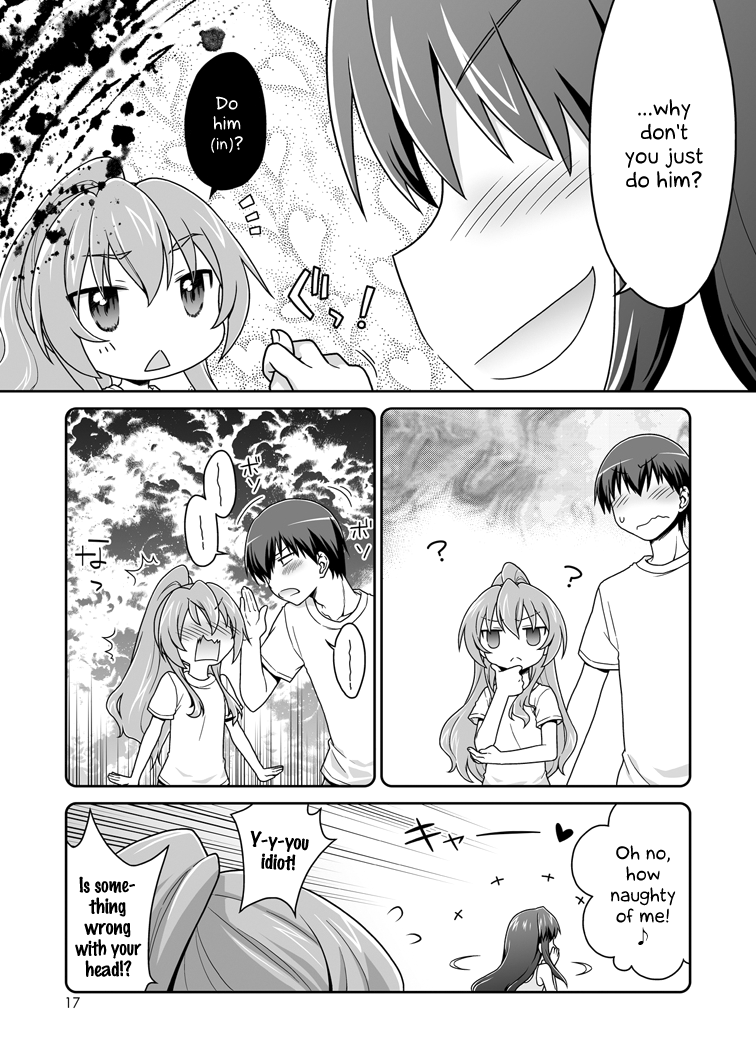 ...why
don't
you just
do him?
Do
him
(in)?
ぐっ!
?
?
ボソ
ボソ
なっ
Oh no,
how
naughty
of me!
♪
キャー♥
Y-y-you
idiot!
Is some-
thing
wrong
with your
head!?
17